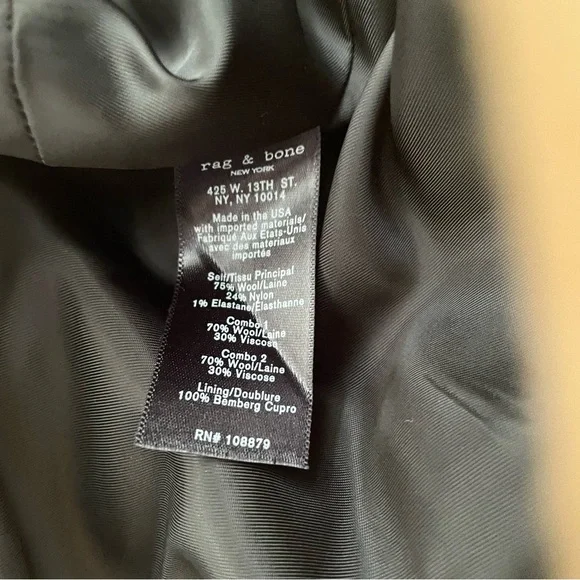 rag & bone
NEW YORK
425 W. 13TH ST.
NY, NY 10014
Made in the USA
with imported materials/
Fabriqué Aux États-Unis
avec des materiaux
importés
Self/Tissu Principal
75% Wool/Laine
24% Nylon
1% Elastane/Élasthanne
Combo 1
70% Wool/Laine
30% Viscose
Combo 2
70% Wool/Laine
30% Viscose
Lining/Doublure
100% Bemberg Cupro
RN# 108879